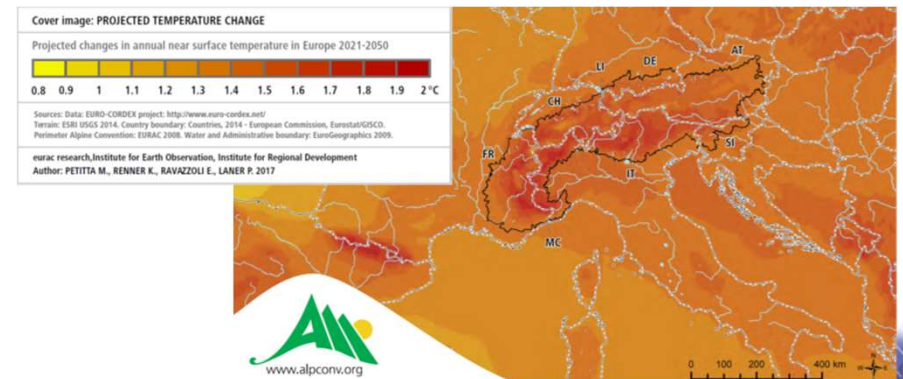 Cover image: PROJECTED TEMPERATURE CHANGE
Projected changes in annual near surface temperature in Europe 2021-2050
0.8 0.9 1 1.1 1.2 1.3 1.4 1.5 1.6 1.7 1.8 1.9 2 °C
Sources: Data: EURO-CORDEX project: http://www.euro-cordex.net/
Terrain: ESRI USGS 2014. Country boundary: Countries, 2014 - European Commission, Eurostat/GISCO.
Perimeter Alpine Convention: EURAC 2008. Water and Administrative boundary: EuroGeographics 2009.
eurac research,Institute for Earth Observation, Institute for Regional Development
Author: PETITTA M., RENNER K., RAVAZZOLI E., LANER P. 2017
AT
DE
LI
CH
SI
FR
IT
MC
www.alpconv.org
0 100 200 400 km
N
W E
S